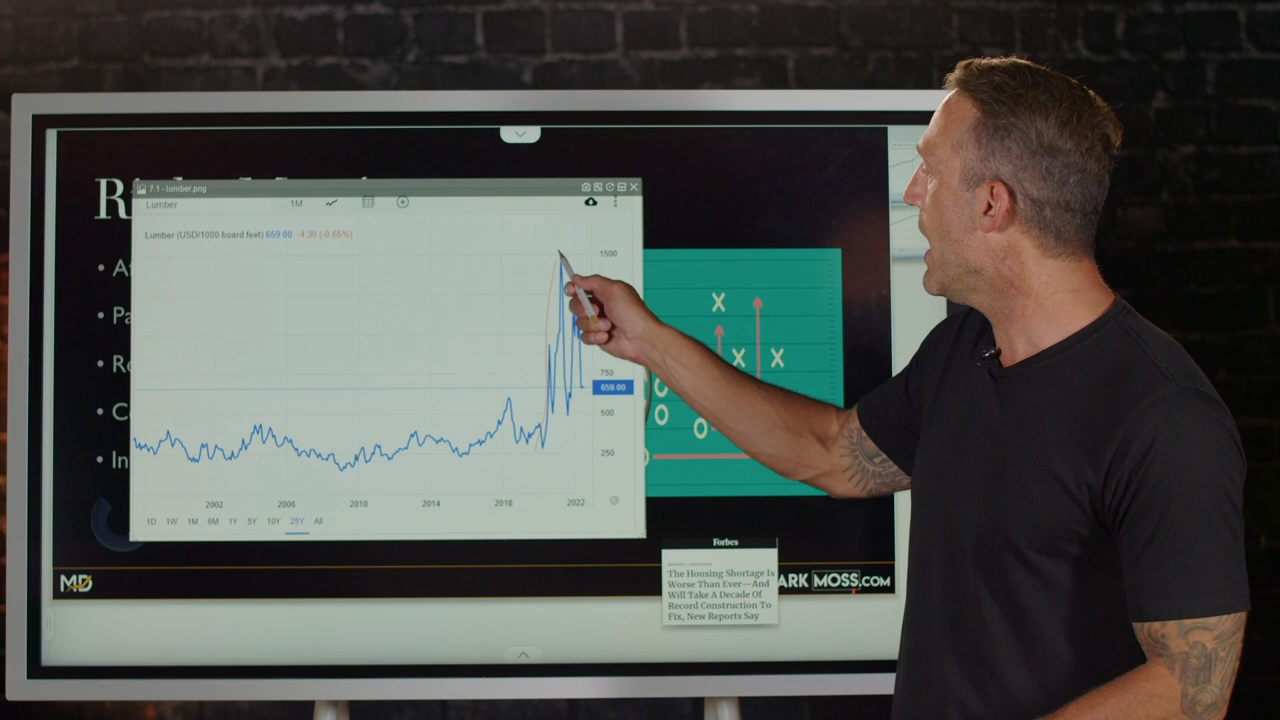 7.1 - lumber.png
Lumber
1M
Lumber (USD/1000 board feet) 659.00 -4.30 (-0.65%)
1500
750
659.00
500
250
2002 2006 2010 2014 2018 2022
1D 1W 1M 6M 1Y 5Y 10Y 25Y All
• A
• Pa
• Re
• C
• In
X
X X
O
O
O
Forbes
The Housing Shortage Is
Worse Than Ever—And
Will Take A Decade Of
Record Construction To
Fix, New Reports Say
MD
ARK MOSS.COM